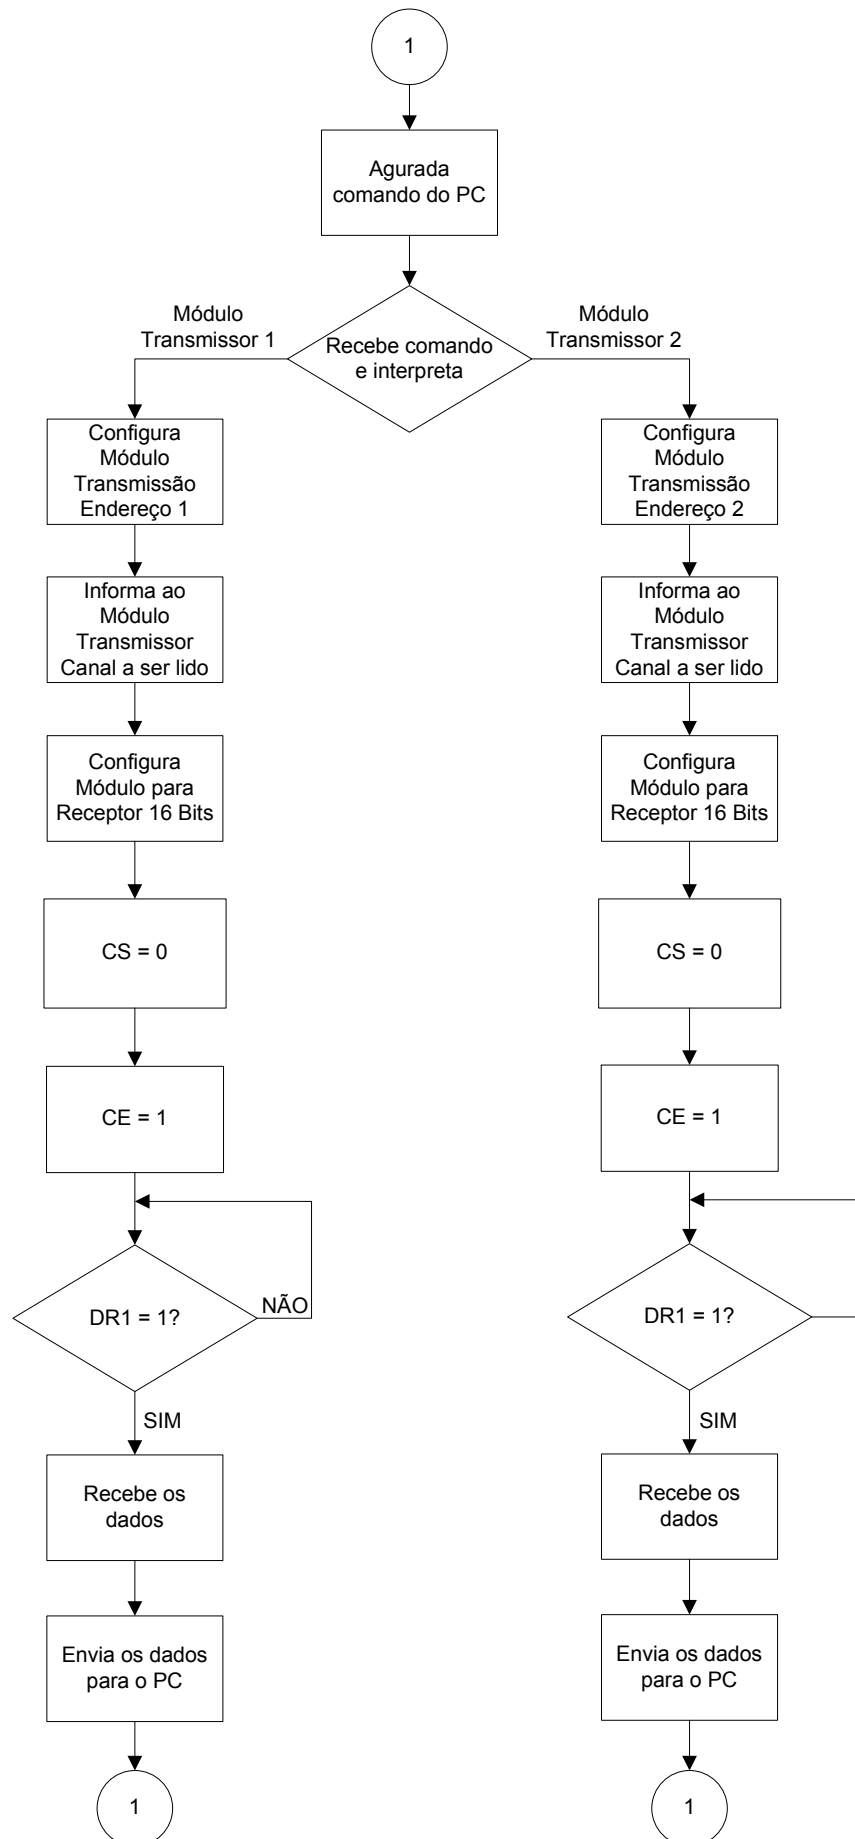 1
Agurada
comando do PC
Módulo
Transmissor 1
Recebe comando
e interpreta
Módulo
Transmissor 2
Configura
Módulo
Transmissão
Endereço 1
Informa ao
Módulo
Transmissor
Canal a ser lido
Configura
Módulo para
Receptor 16 Bits
CS = 0
CE = 1
DR1 = 1?
NÃO
SIM
Recebe os
dados
Envia os dados
para o PC
1
Configura
Módulo
Transmissão
Endereço 2
Informa ao
Módulo
Transmissor
Canal a ser lido
Configura
Módulo para
Receptor 16 Bits
CS = 0
CE = 1
DR1 = 1?
SIM
Recebe os
dados
Envia os dados
para o PC
1